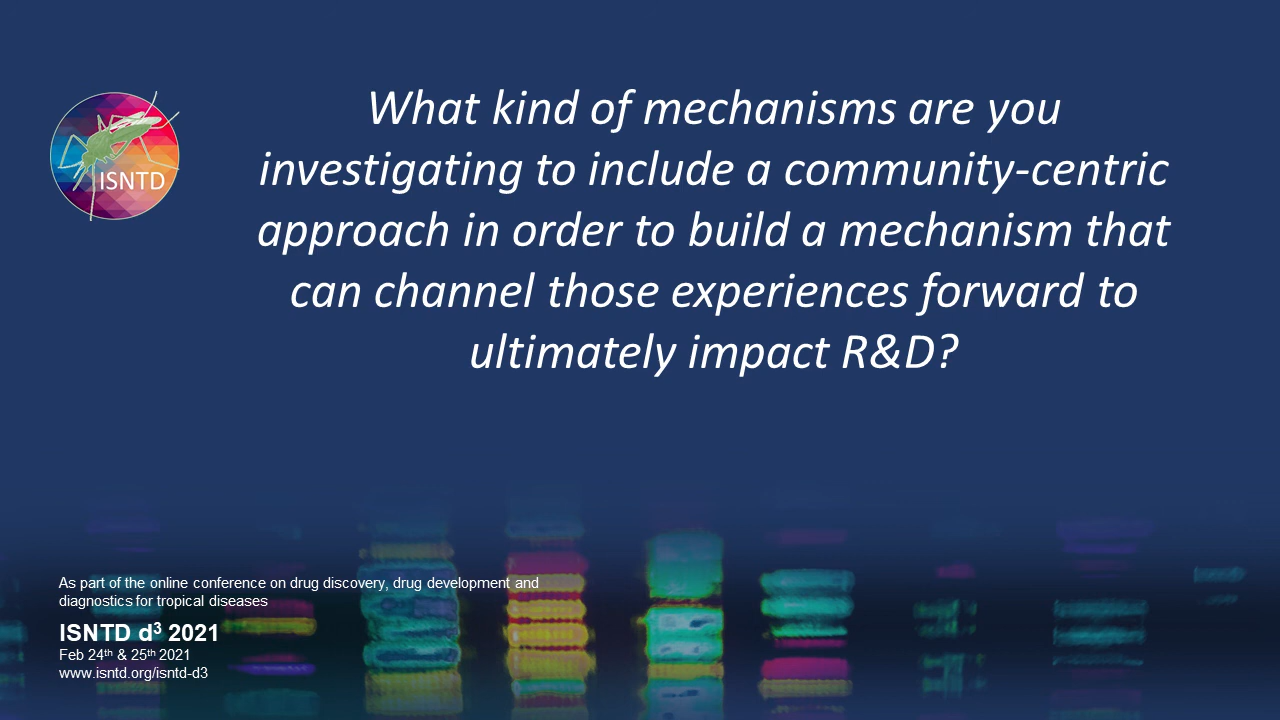 ISNTD
What kind of mechanisms are you
investigating to include a community-centric
approach in order to build a mechanism that
can channel those experiences forward to
ultimately impact R&D?
As part of the online conference on drug discovery, drug development and
diagnostics for tropical diseases
ISNTD d³ 2021
Feb 24th & 25th 2021
www.isntd.org/isntd-d3